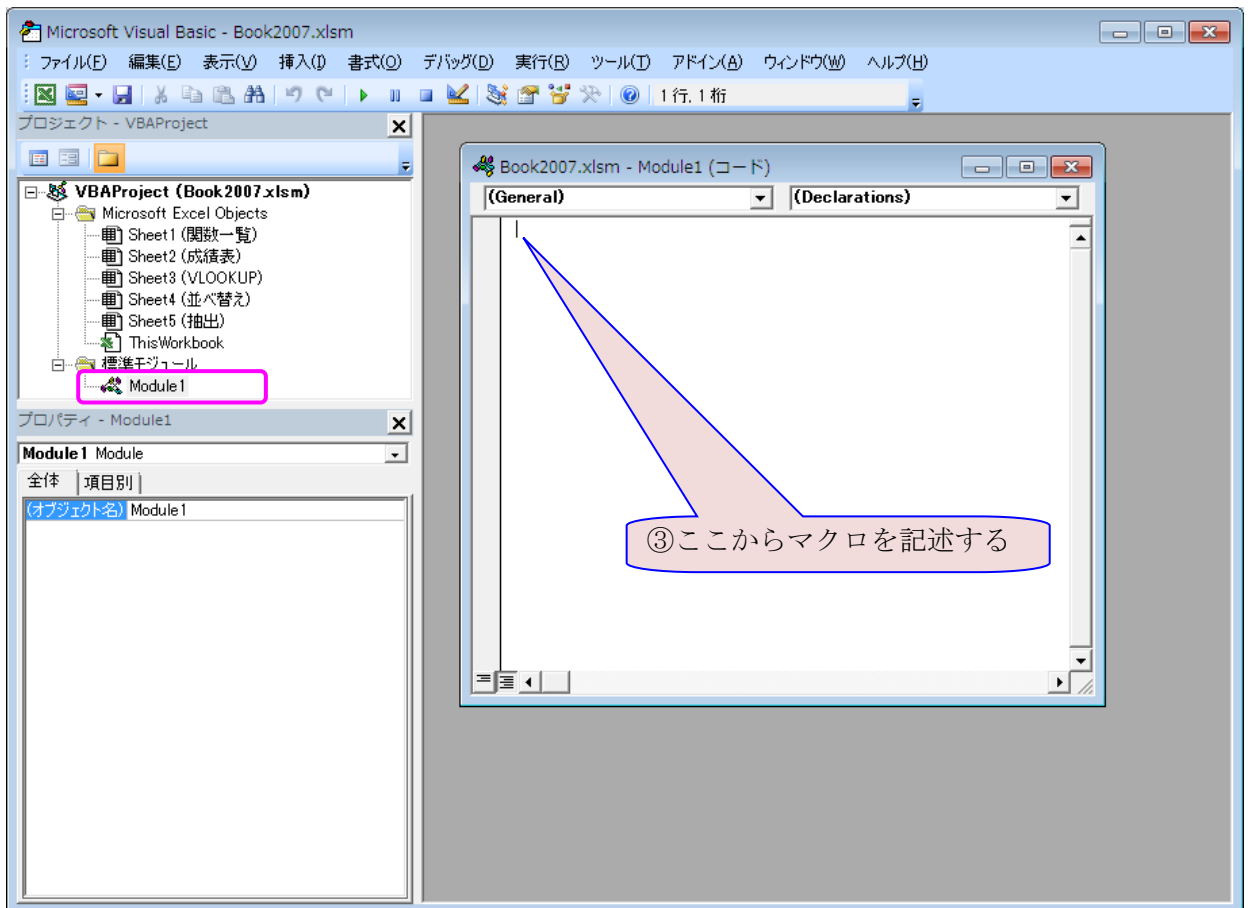 Microsoft Visual Basic - Book2007.xlsm
ファイル(F) 編集(E) 表示(V) 挿入(I) 書式(O) デバッグ(D) 実行(R) ツール(T) アドイン(A) ウィンドウ(W) ヘルプ(H)
1 行, 1 桁
プロジェクト - VBAProject
VBAProject (Book2007.xlsm)
Microsoft Excel Objects
Sheet1 (関数一覧)
Sheet2 (成績表)
Sheet3 (VLOOKUP)
Sheet4 (並べ替え)
Sheet5 (抽出)
ThisWorkbook
標準モジュール
Module1
プロパティ - Module1
Module1 Module
全体 項目別
(オブジェクト名) Module1
Book2007.xlsm - Module1 (コード)
(General) (Declarations)
③ここからマクロを記述する